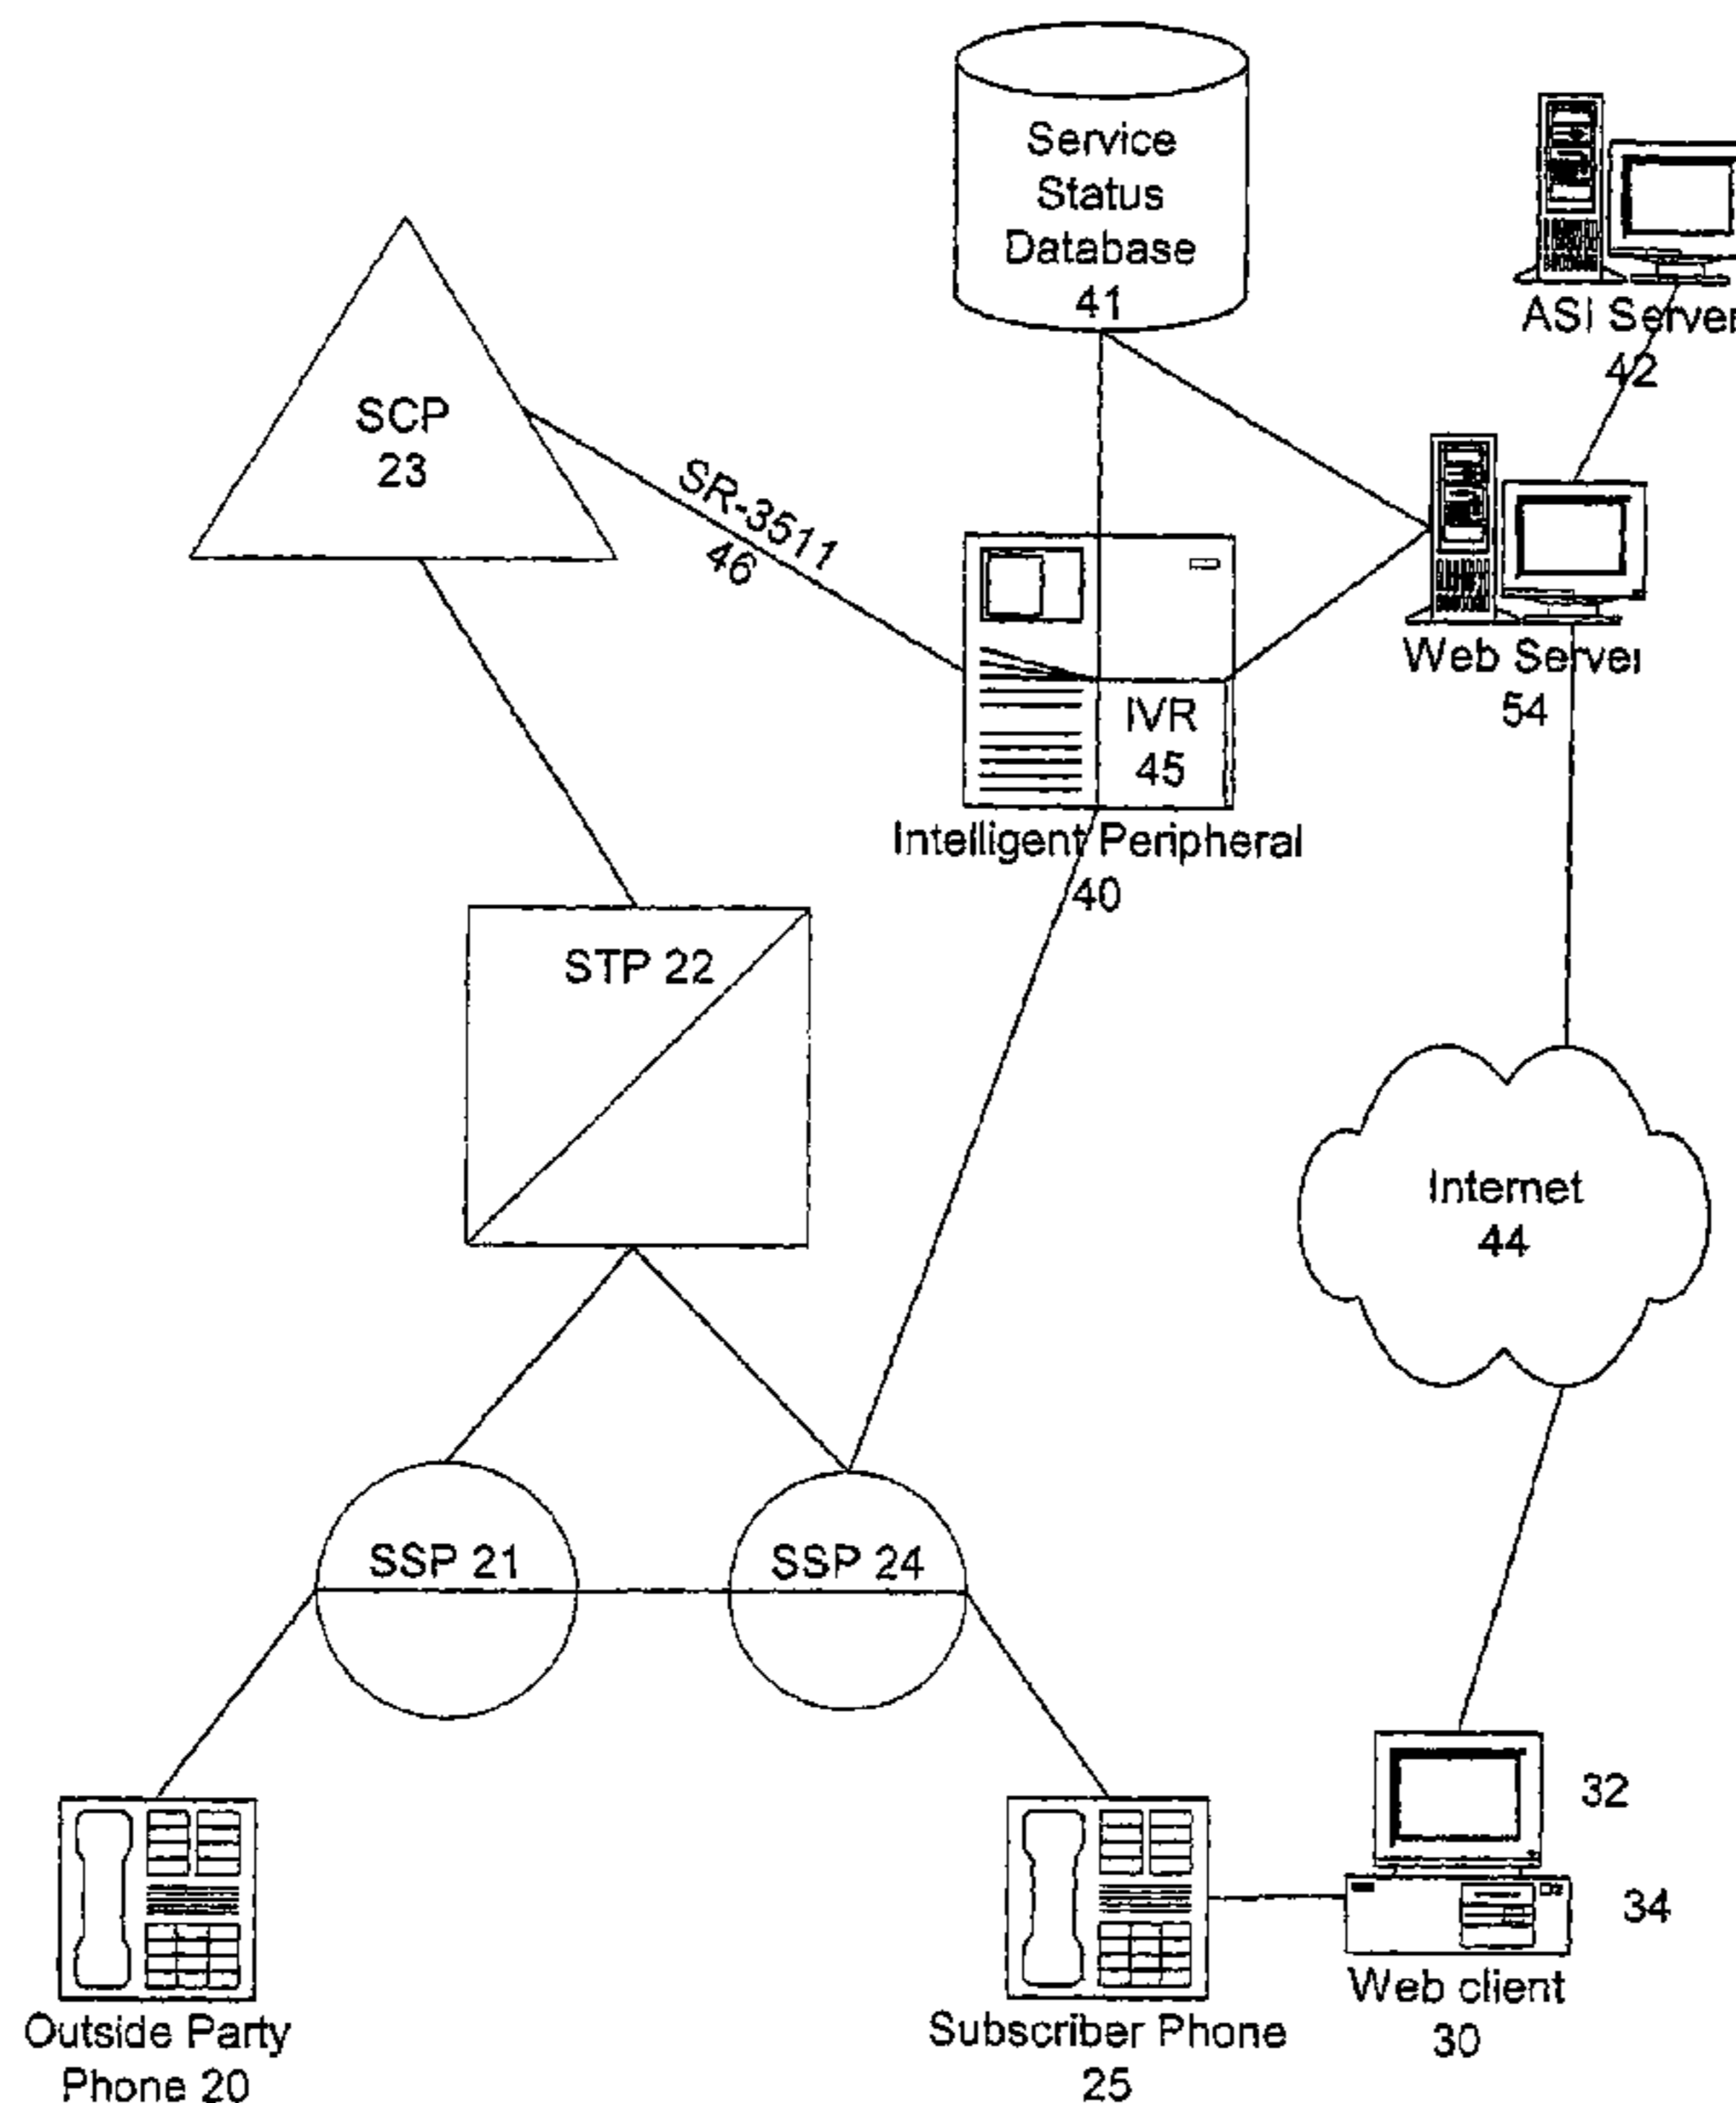 Service
Status
Database
41
ASI Server
42
SCP
23
SR-3511
46
Web Server
54
IVR
45
Intelligent Peripheral
40
STP 22
Internet
44
SSP 21
SSP 24
32
34
Web client
30
Outside Party
Phone 20
Subscriber Phone
25